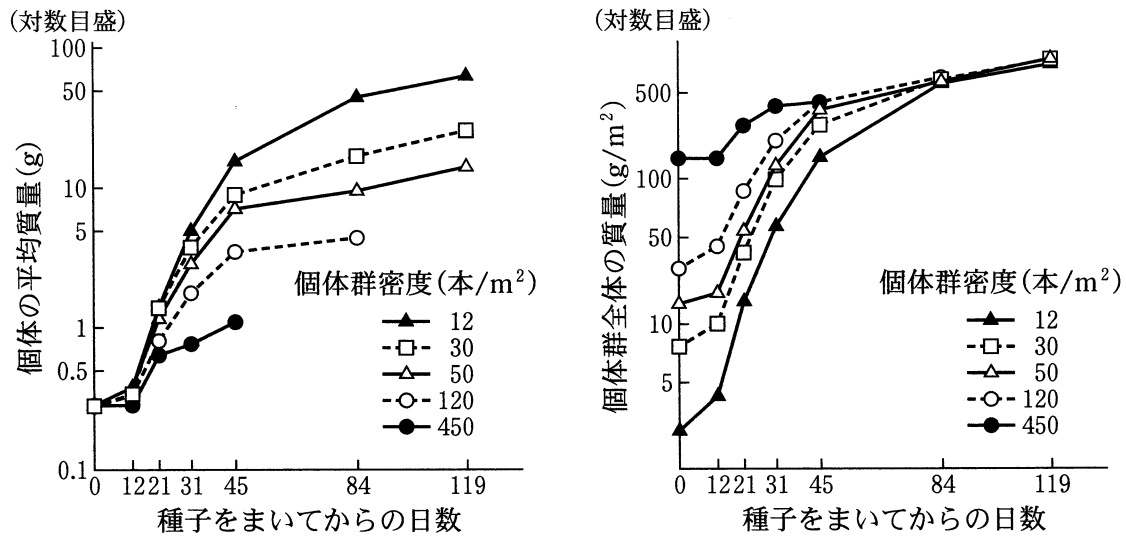 (対数目盛)
100
50
10
5
1
0.5
0.1
個体の平均質量(g)
0 12 21 31 45 84 119
種子をまいてからの日数
個体群密度(本/m²)
12
30
50
120
450
(対数目盛)
500
100
50
10
5
個体群全体の質量(g/m²)
0 12 21 31 45 84 119
種子をまいてからの日数
個体群密度(本/m²)
12
30
50
120
450